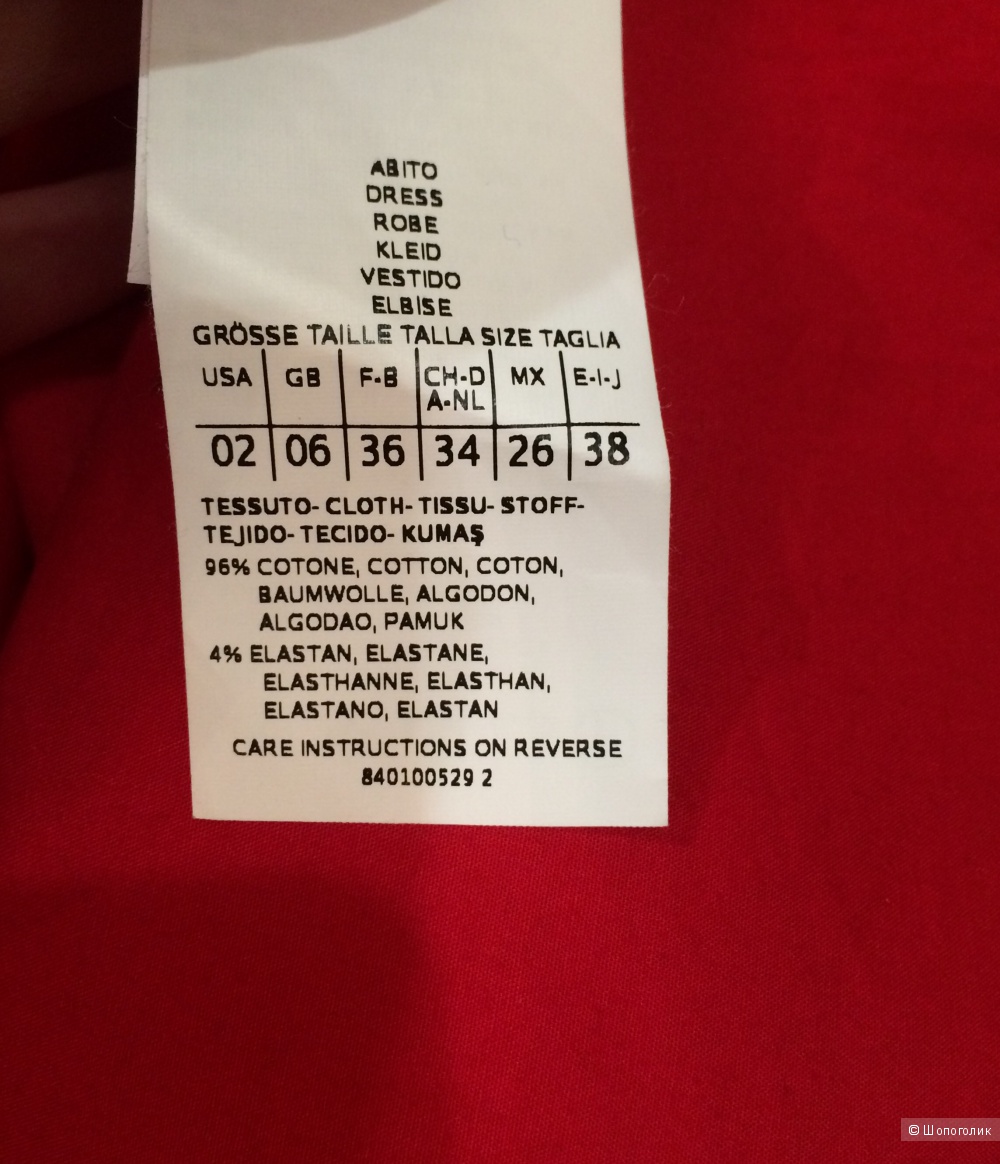 ABITO
DRESS
ROBE
KLEID
VESTIDO
ELBISE
GRÖSSE TAILLE TALLA SIZE TAGLIA
USA GB F-B CH-D A-NL MX E-I-J
02 06 36 34 26 38
TESSUTO- CLOTH- TISSU- STOFF-
TEJIDO- TECIDO- KUMAŞ
96% COTONE, COTTON, COTON,
BAUMWOLLE, ALGODON,
ALGODAO, PAMUK
4% ELASTAN, ELASTANE,
ELASTHANNE, ELASTHAN,
ELASTANO, ELASTAN
CARE INSTRUCTIONS ON REVERSE
840100529 2
© Шопоголик